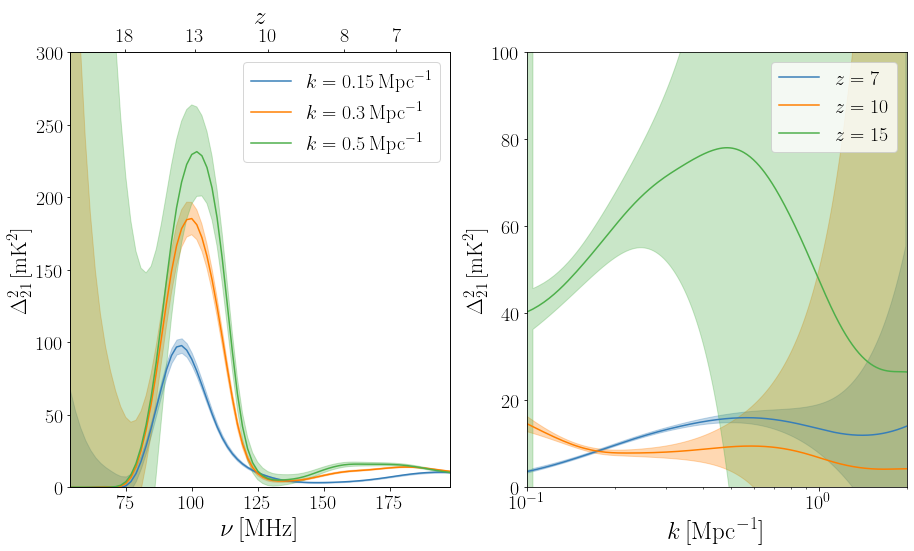 z
18 13 10 8 7
300
250
200
150
100
50
0
Δ²₂₁ [mK²]
k = 0.15 Mpc⁻¹
k = 0.3 Mpc⁻¹
k = 0.5 Mpc⁻¹
75 100 125 150 175
ν [MHz]
100
80
60
40
20
0
Δ²₂₁ [mK²]
z = 7
z = 10
z = 15
10⁻¹ 10⁰
k [Mpc⁻¹]